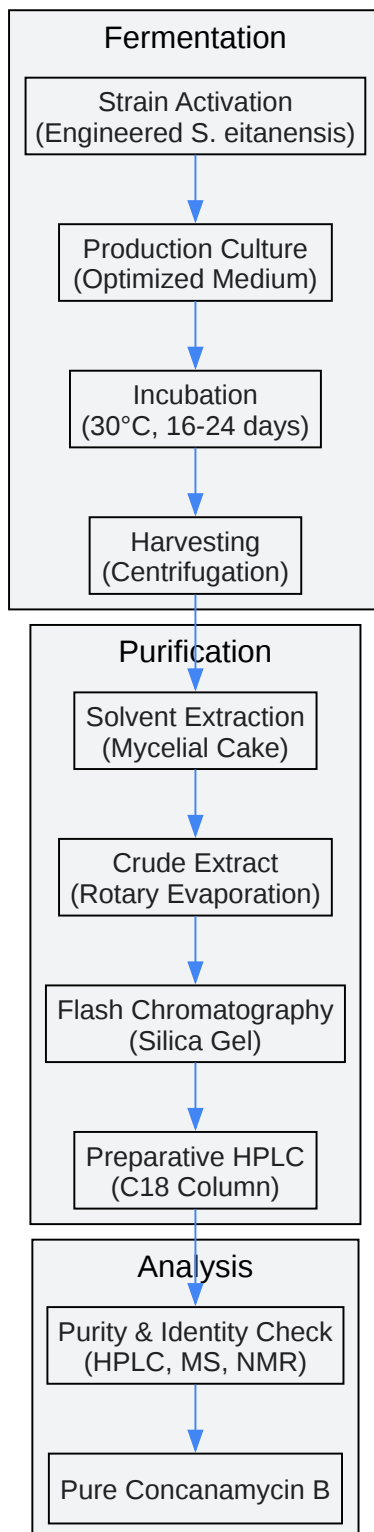 Fermentation
Strain Activation
(Engineered S. eitanensis)
Production Culture
(Optimized Medium)
Incubation
(30°C, 16-24 days)
Harvesting
(Centrifugation)
Purification
Solvent Extraction
(Mycelial Cake)
Crude Extract
(Rotary Evaporation)
Flash Chromatography
(Silica Gel)
Preparative HPLC
(C18 Column)
Analysis
Purity & Identity Check
(HPLC, MS, NMR)
Pure Concanamycin B